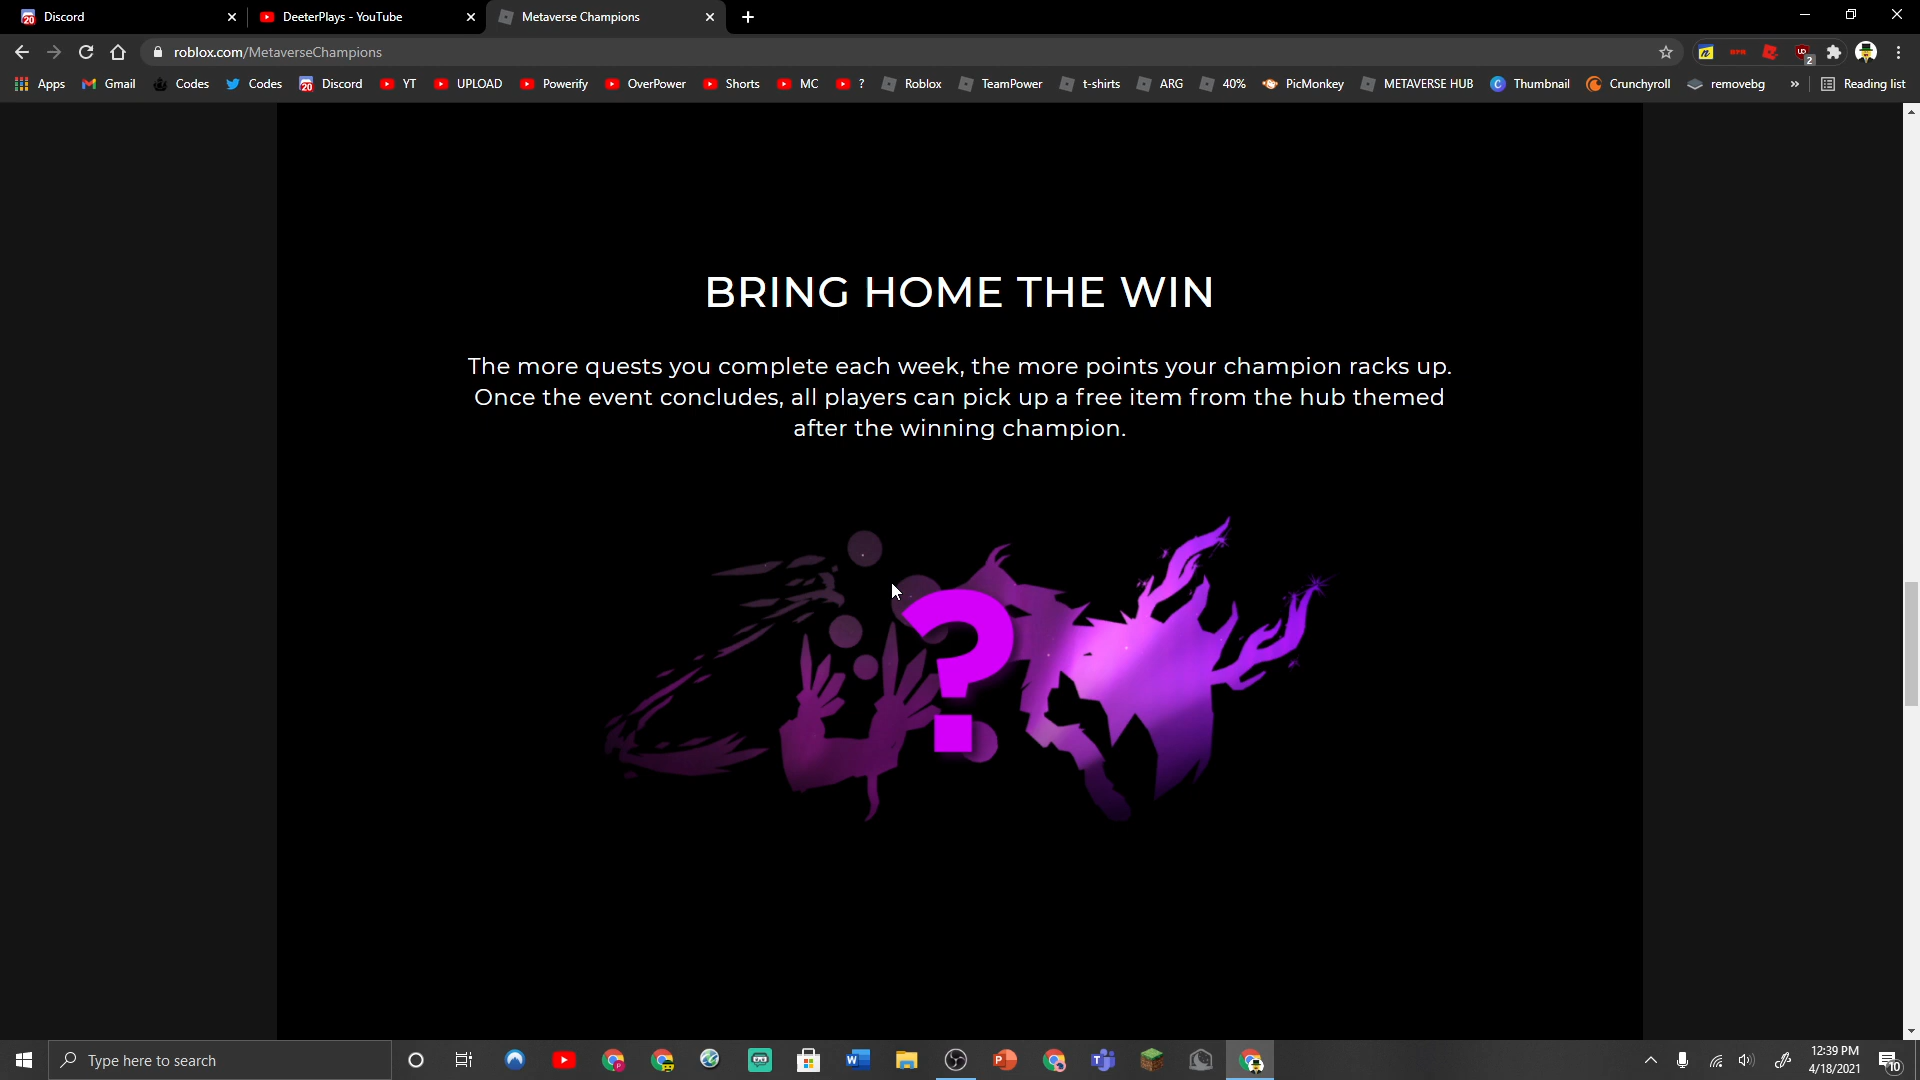 Discord
DeeterPlays - YouTube
Metaverse Champions
roblox.com/MetaverseChampions
Apps Gmail Codes Codes Discord YT UPLOAD Powerify OverPower Shorts MC ? Roblox TeamPower t-shirts ARG 40% PicMonkey METAVERSE HUB Thumbnail Crunchyroll removebg » Reading list
BRING HOME THE WIN
The more quests you complete each week, the more points your champion racks up.
Once the event concludes, all players can pick up a free item from the hub themed
after the winning champion.
?
Type here to search
12:39 PM
4/18/2021
10